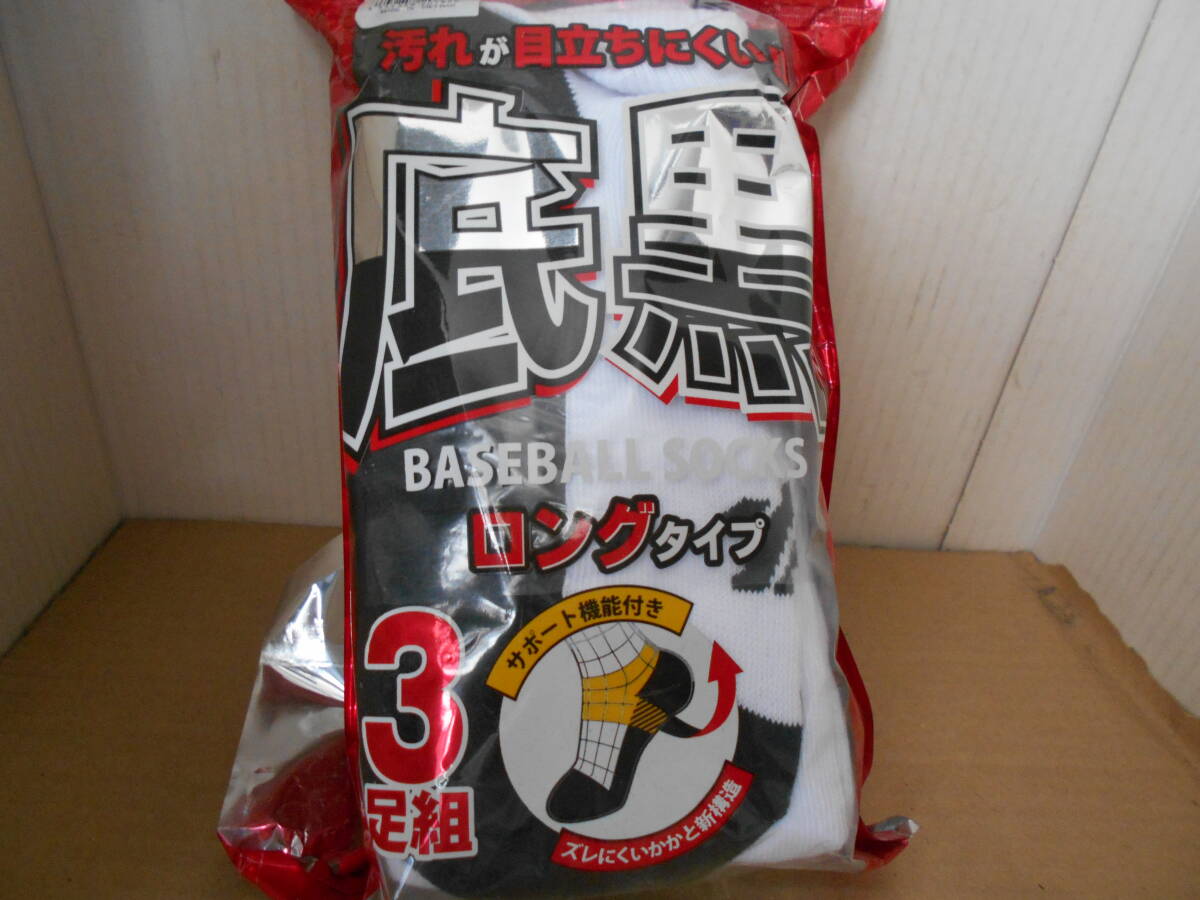 汚れが目立ちにくい
底黒
BASEBALL SOCKS
ロングタイプ
3
足組
サポート機能付き
ズレにくいかかと新構造